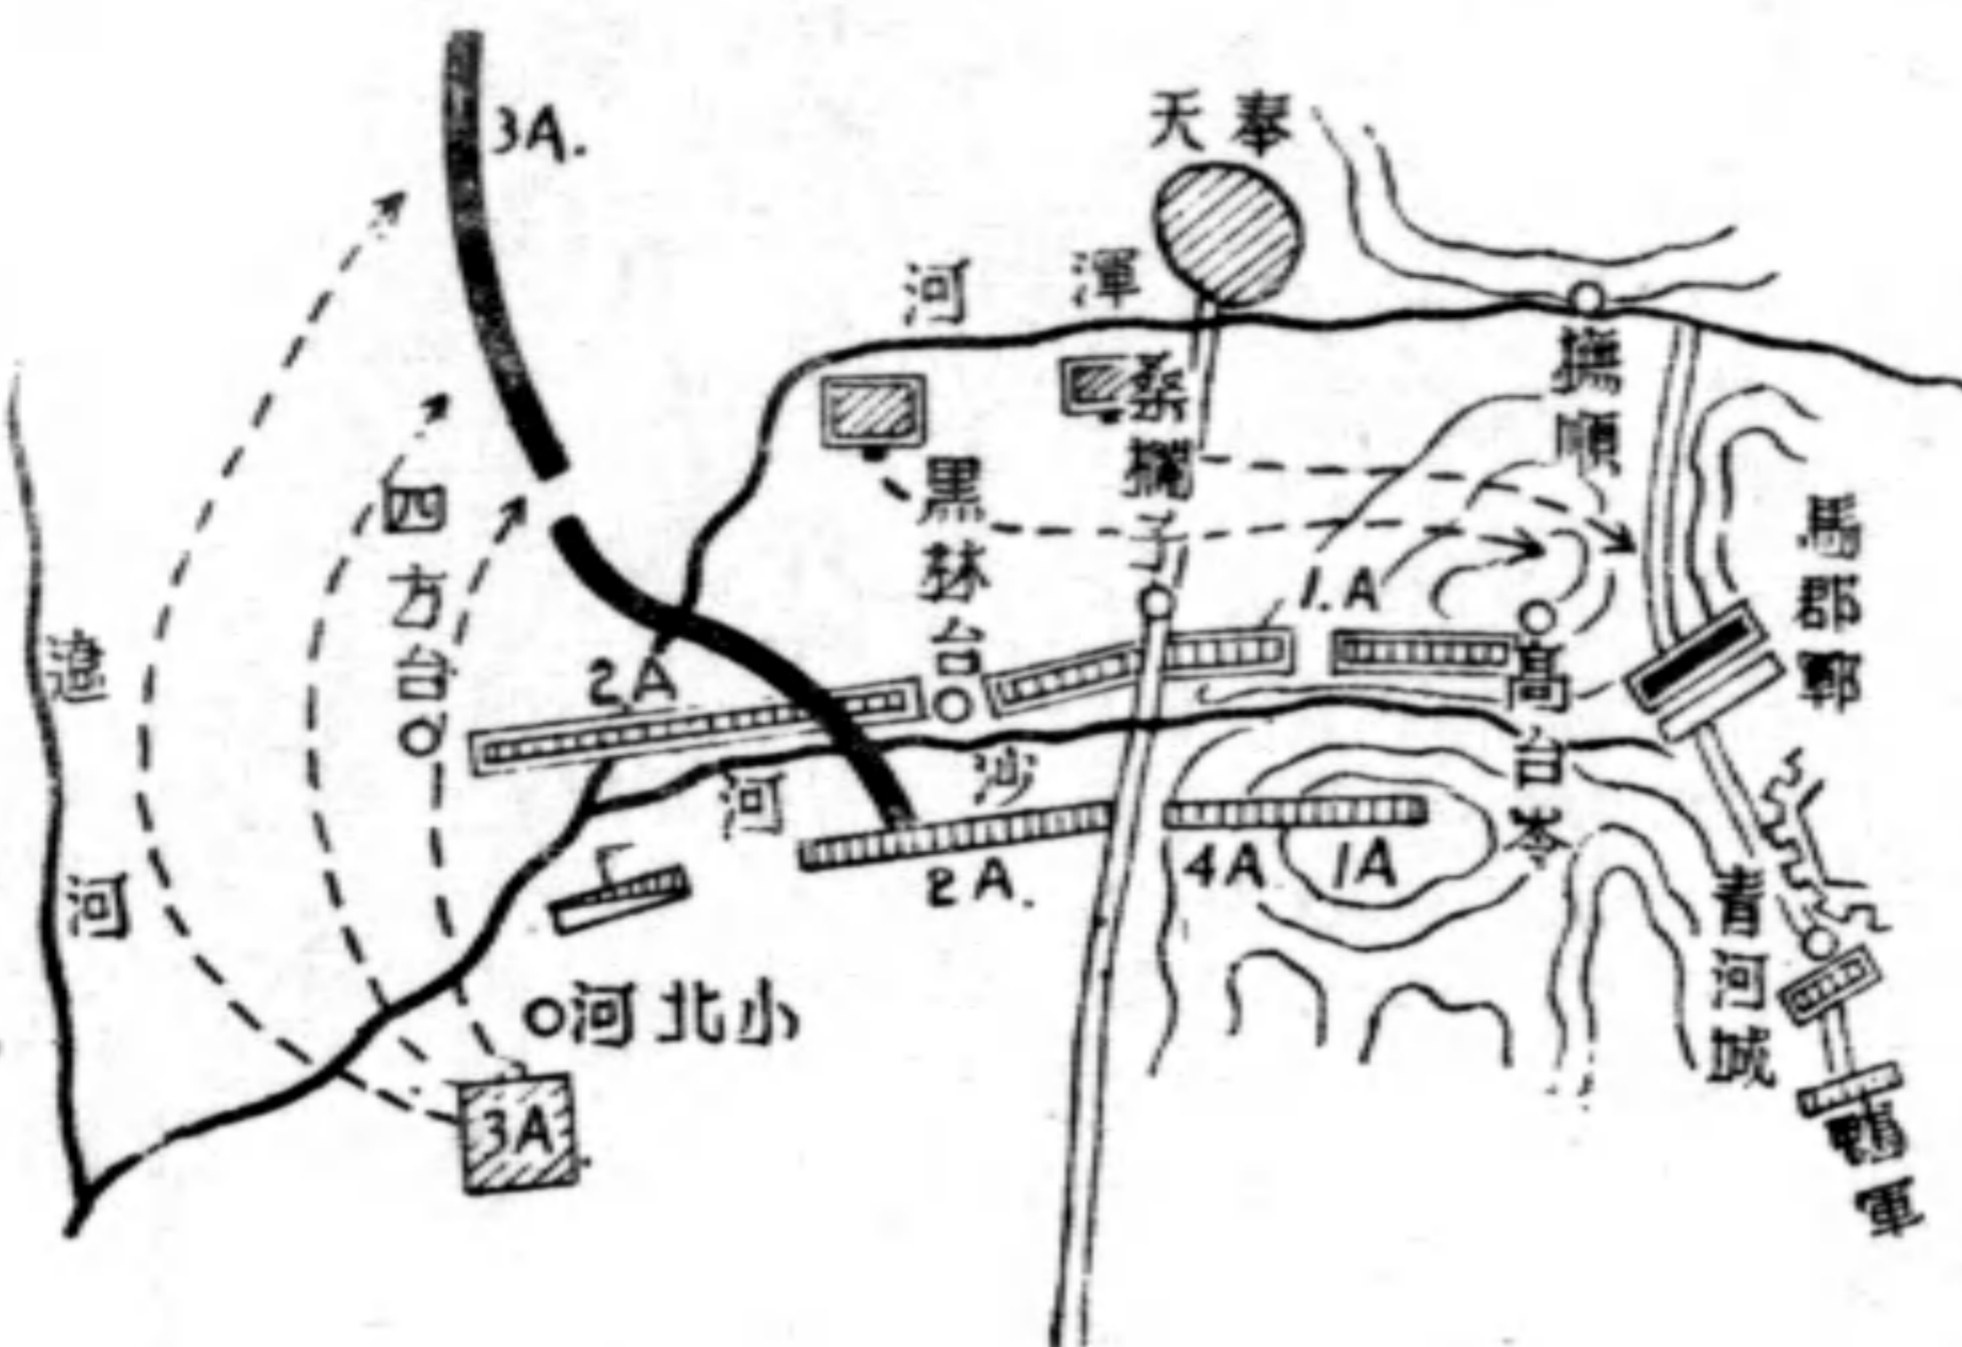 3A.
天奉
河 渾
撫順
桑欄子
黒林台
四方台
馬郡鄲
1.A
2A
遼河
高台岺
河 沙
2A.
4A
1A
青河城
河北小
3A
鴨軍